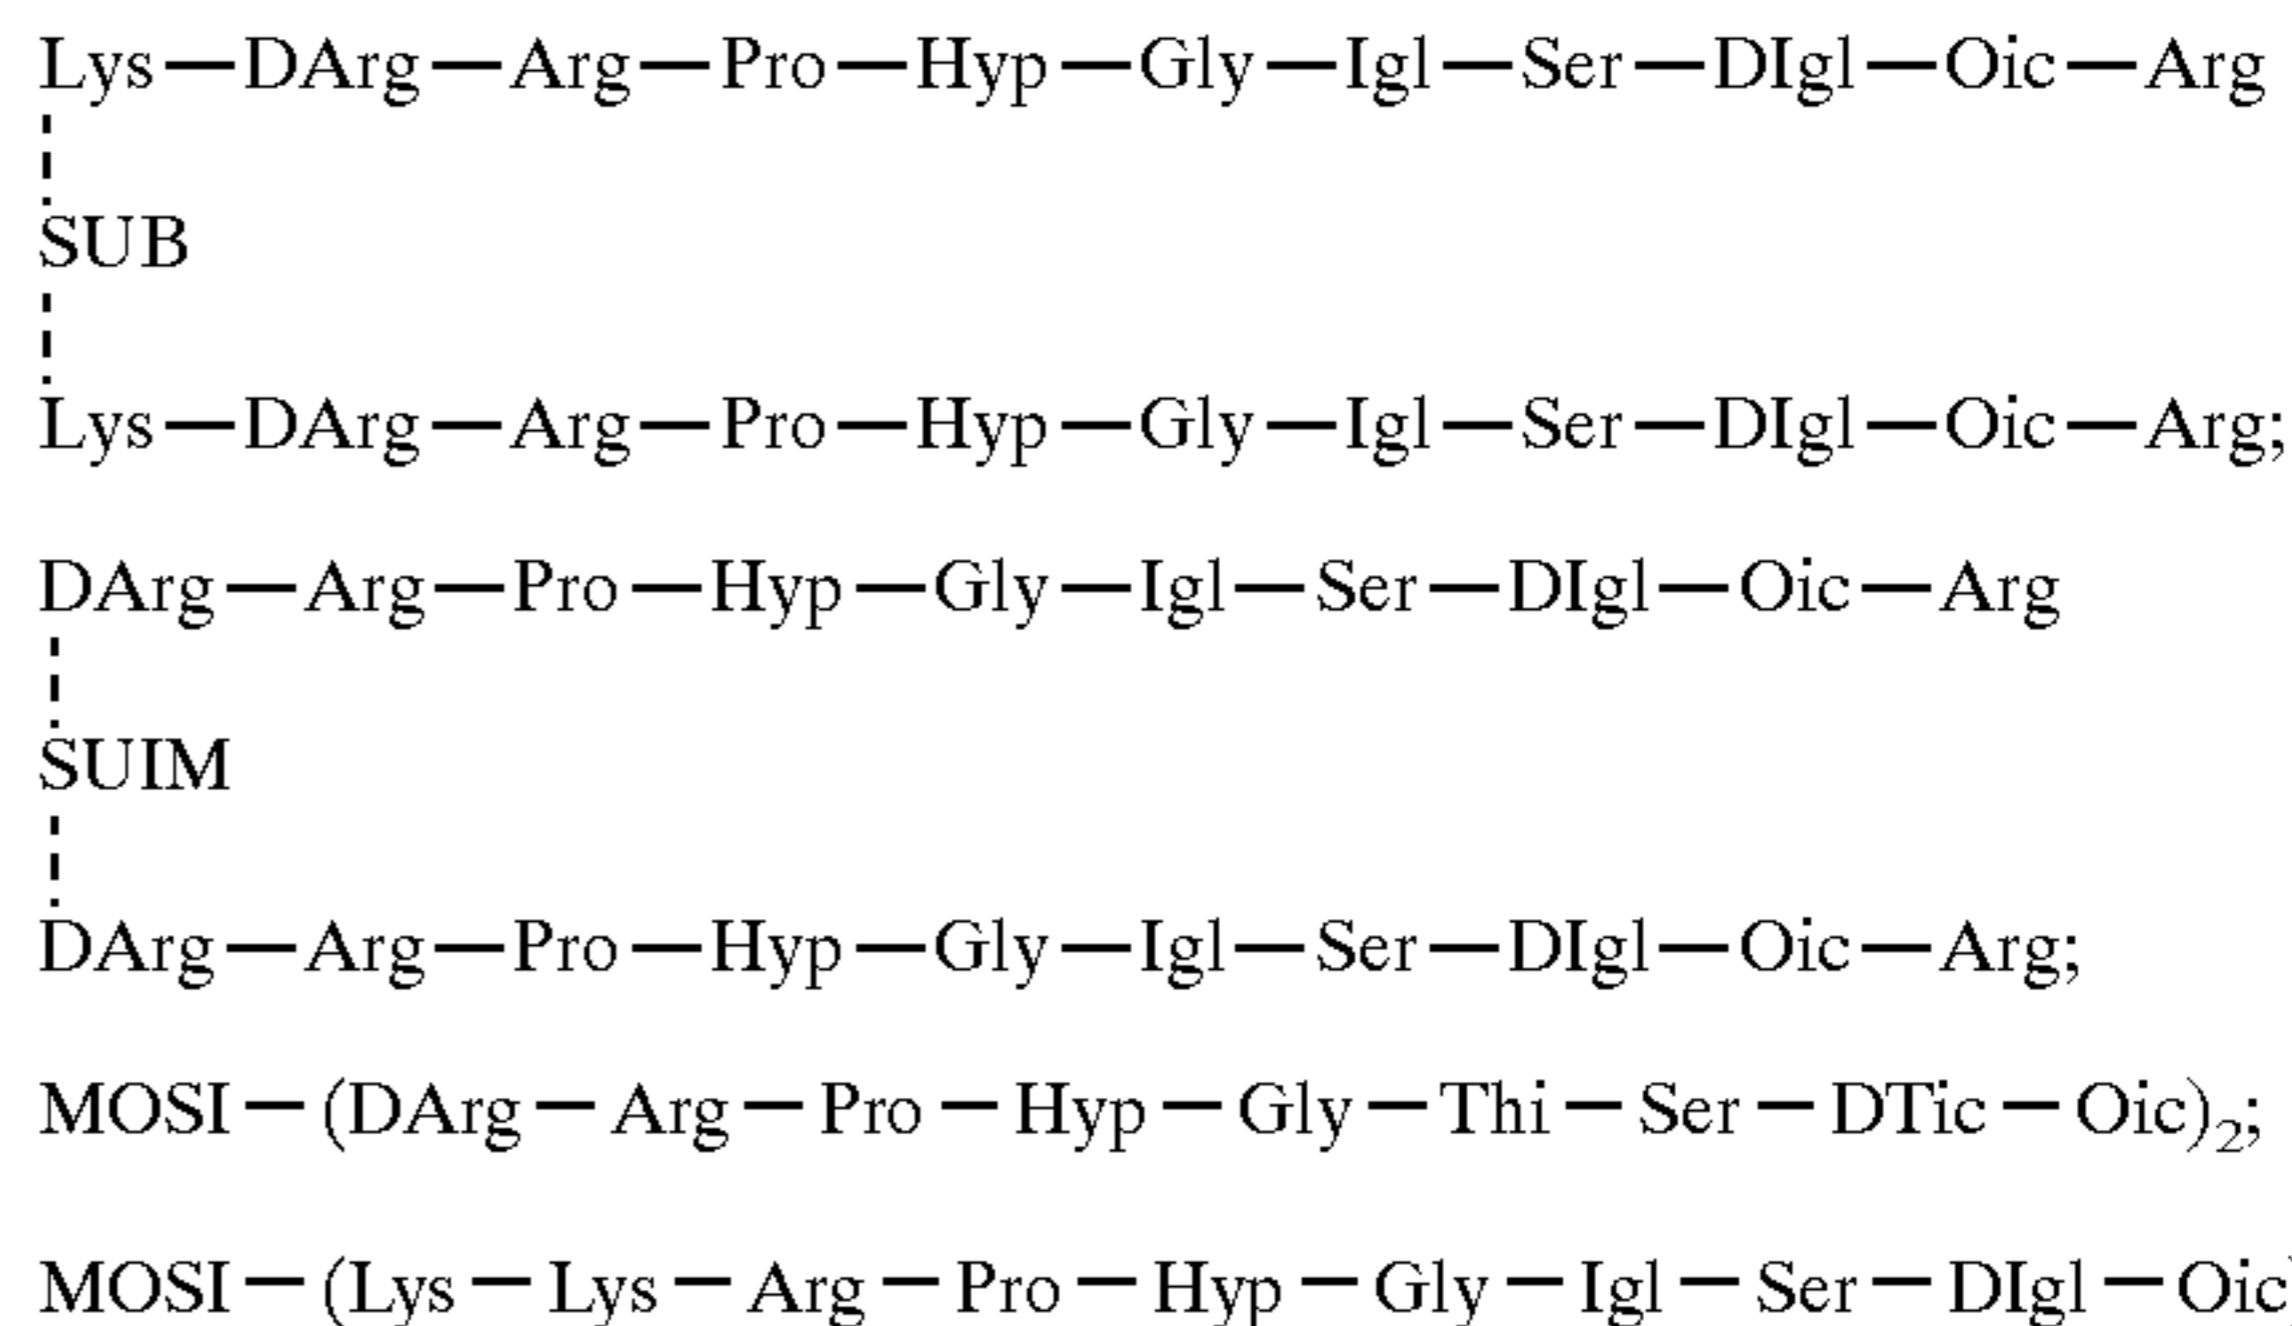 Lys—DArg—Arg—Pro—Hyp—Gly—Igl—Ser—DIgl—Oic—Arg
SUB
Lys—DArg—Arg—Pro—Hyp—Gly—Igl—Ser—DIgl—Oic—Arg;
DArg—Arg—Pro—Hyp—Gly—Igl—Ser—DIgl—Oic—Arg
SUIM
DArg—Arg—Pro—Hyp—Gly—Igl—Ser—DIgl—Oic—Arg;
MOSI—(DArg—Arg—Pro—Hyp—Gly—Thi—Ser—DTic—Oic)₂;
MOSI—(Lys—Lys—Arg—Pro—Hyp—Gly—Igl—Ser—DIgl—Oic)